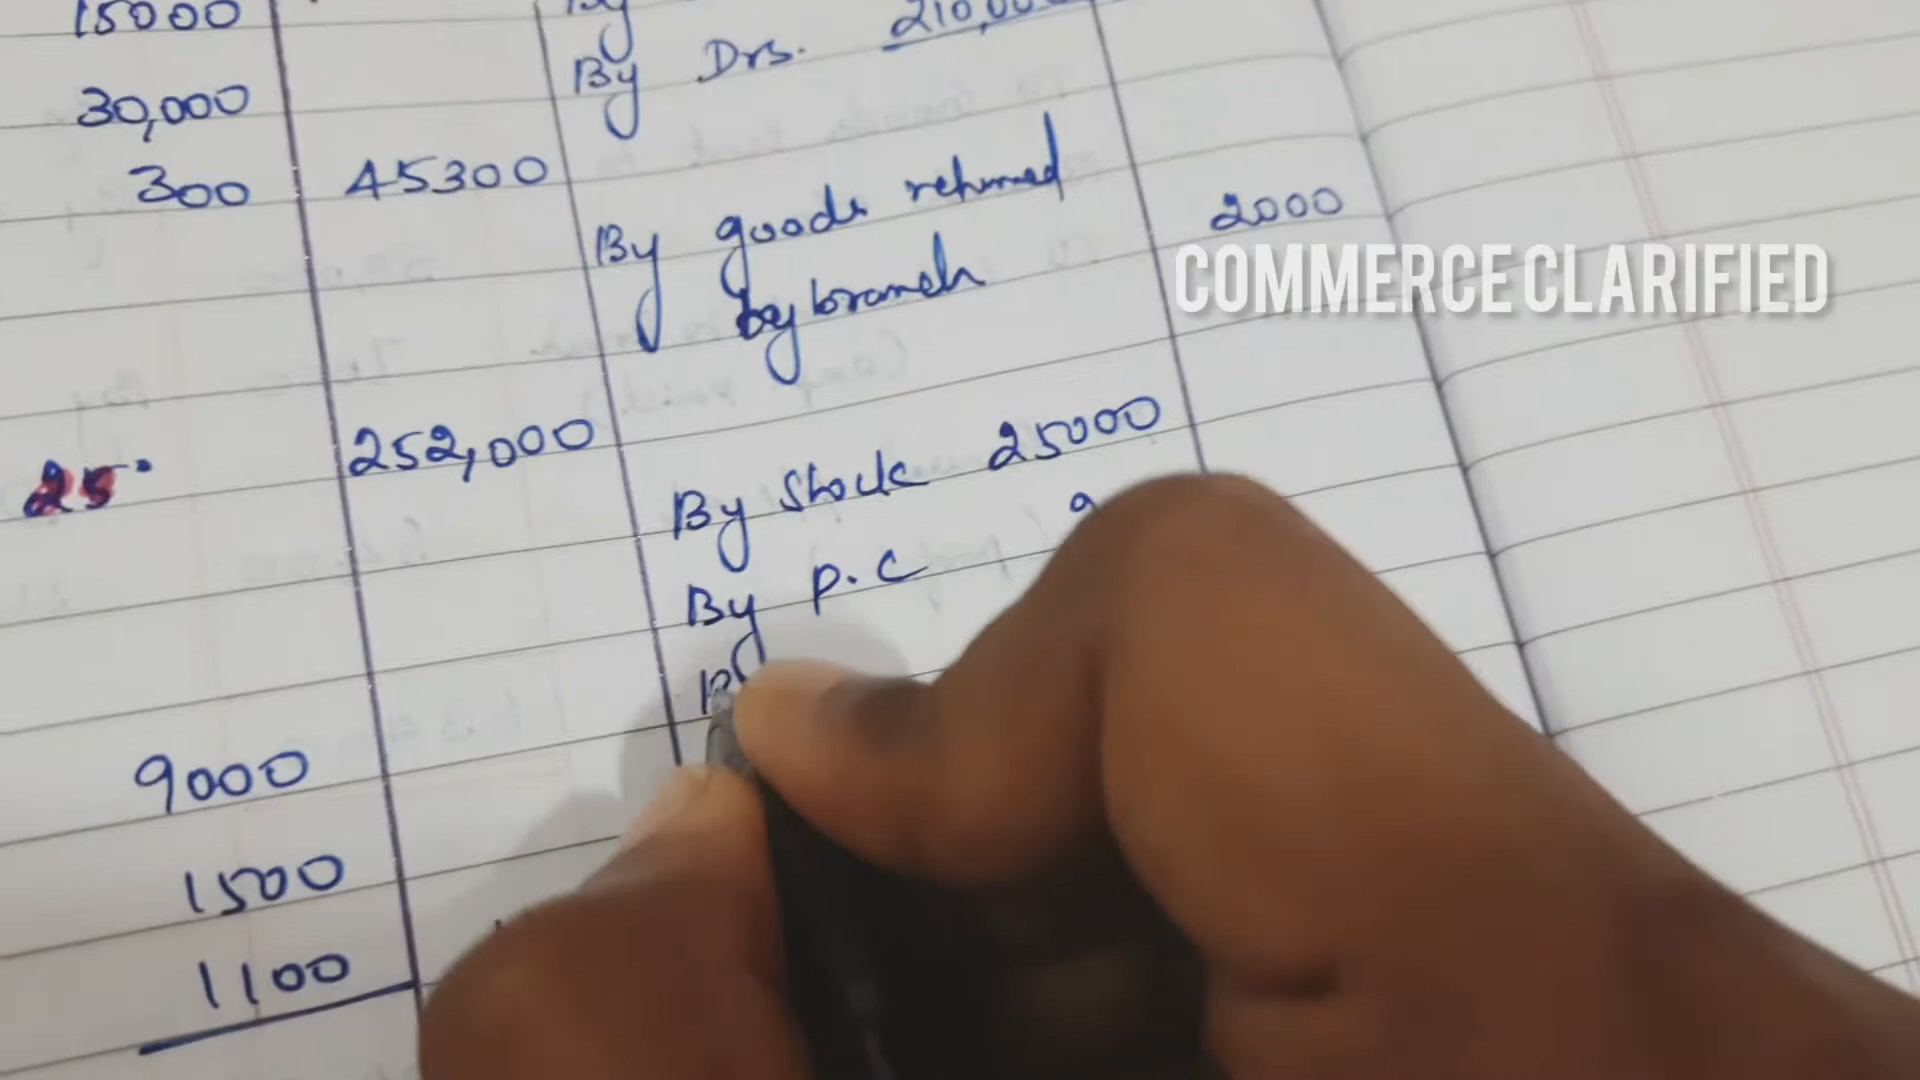 15000 By
By Drs. 210,00
30,000
300 45300
By goods returned 2000
by branch
COMMERCE CLARIFIED
25 252,000
By Stock 25000
By P.C
9000
1500
1100